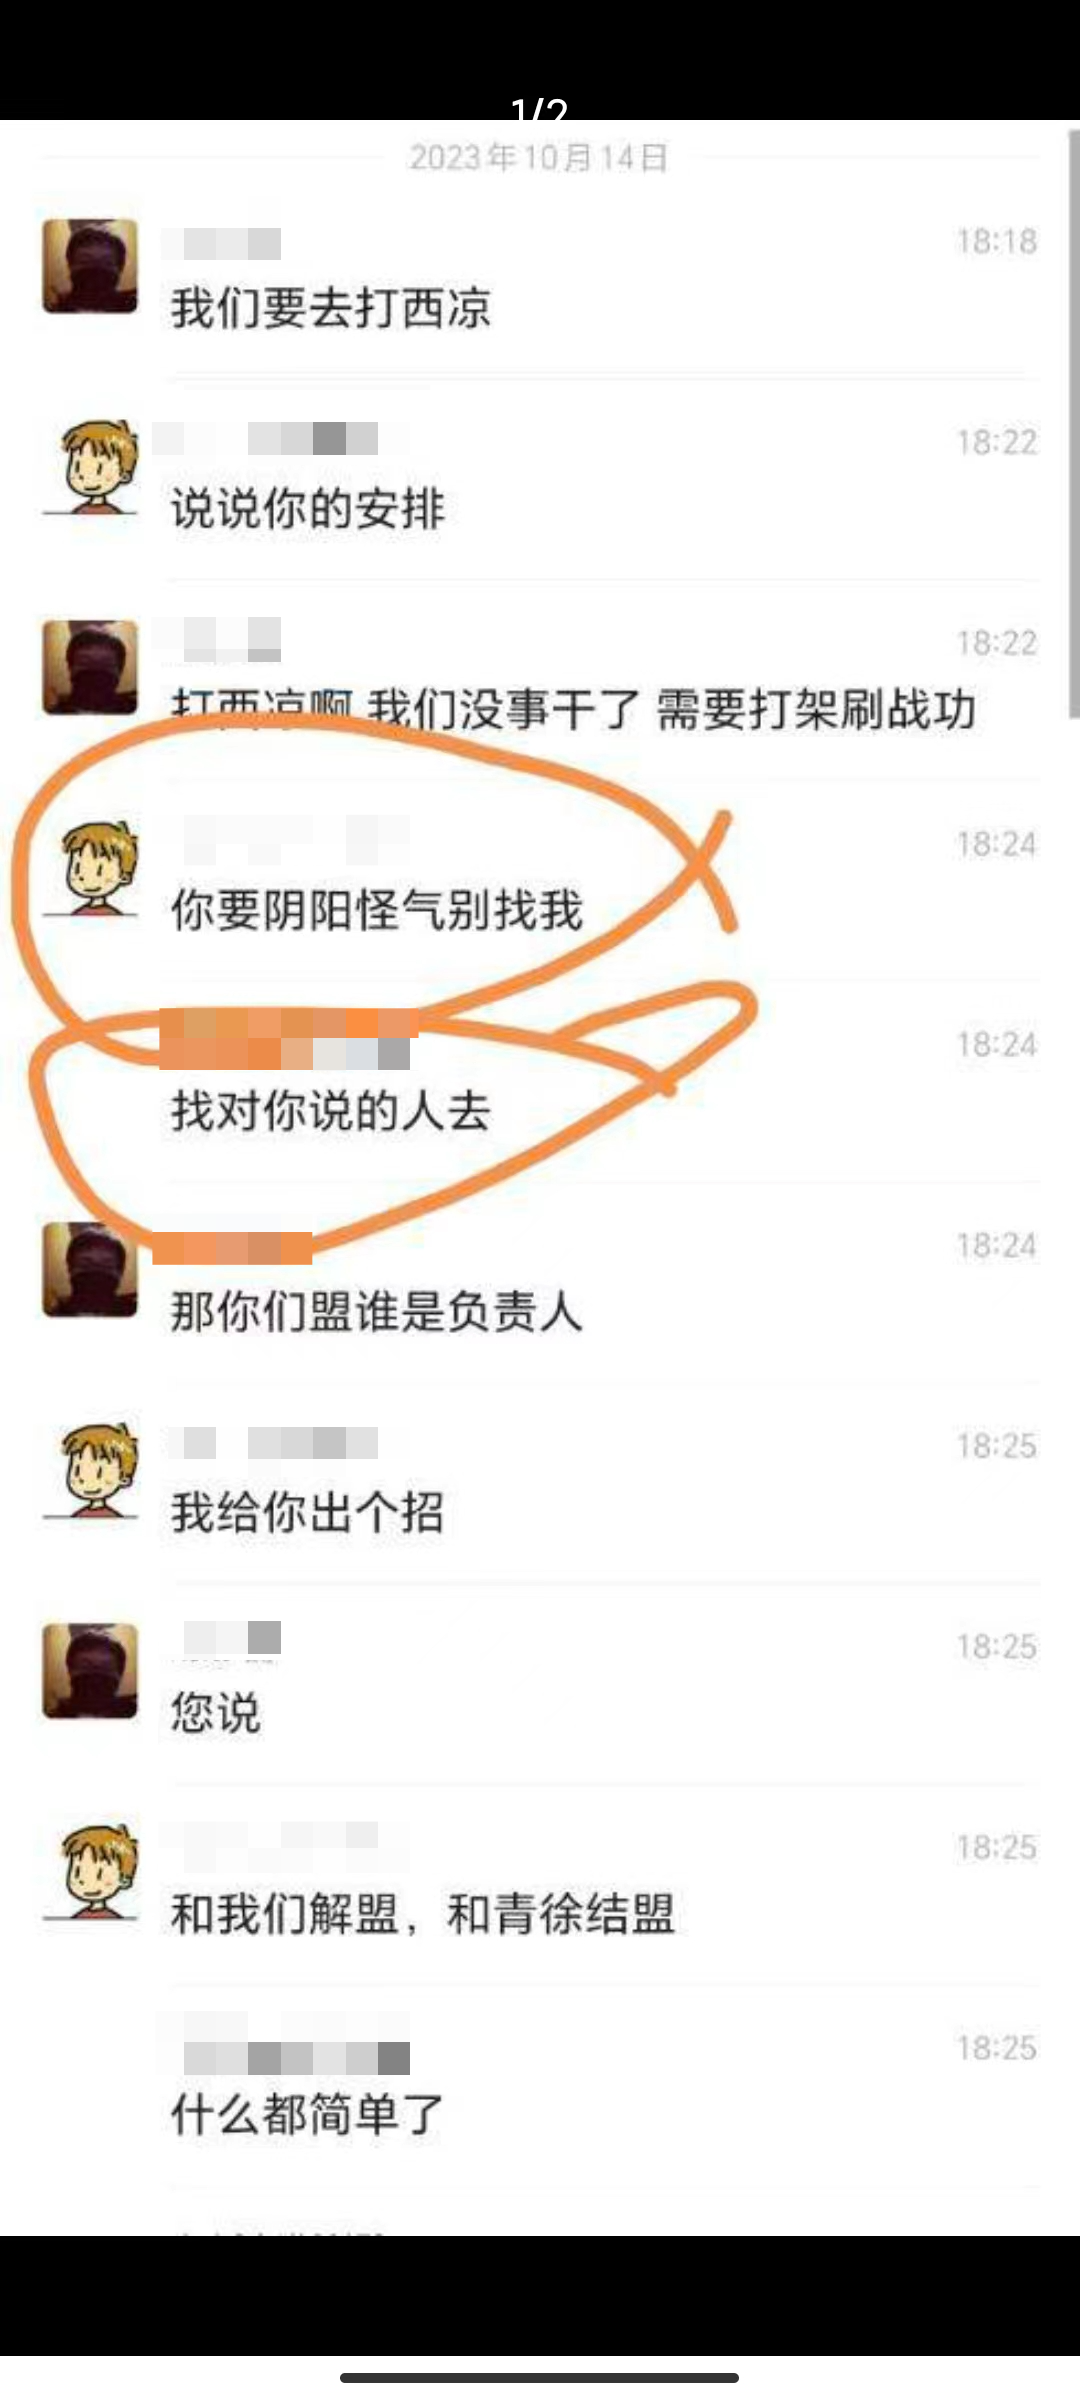 1/2
2023年10月14日
18:18
我们要去打西凉
18:22
说说你的安排
18:22
打西凉啊 我们没事干了 需要打架刷战功
18:24
你要阴阳怪气别找我
18:24
找对你说的人去
18:24
那你们盟谁是负责人
18:25
我给你出个招
18:25
您说
18:25
和我们解盟，和青徐结盟
18:25
什么都简单了